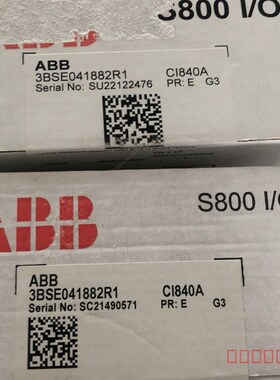 S800 I/O
ABB
ABB
3BSE041882R1 CI840A
Serial No: SU22122476 PR: E G3
ABB
S800 I/O
ABB
3BSE041882R1 CI840A
Serial No: SC21490571 PR: E G3